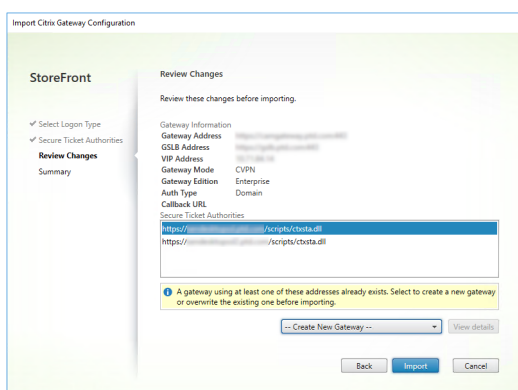 Import Citrix Gateway Configuration
StoreFront
Select Logon Type
Secure Ticket Authorities
Review Changes
Summary
Review Changes
Review these changes before importing.
Gateway Information
Gateway Address
GSLB Address
VIP Address
Gateway Mode CVPN
Gateway Edition Enterprise
Auth Type Domain
Callback URL
Secure Ticket Authorities
https:// /scripts/ctxsta.dll
https:// /scripts/ctxsta.dll
A gateway using at least one of these addresses already exists. Select to create a new gateway
or overwrite the existing one before importing.
-- Create New Gateway --
View details
Back
Import
Cancel